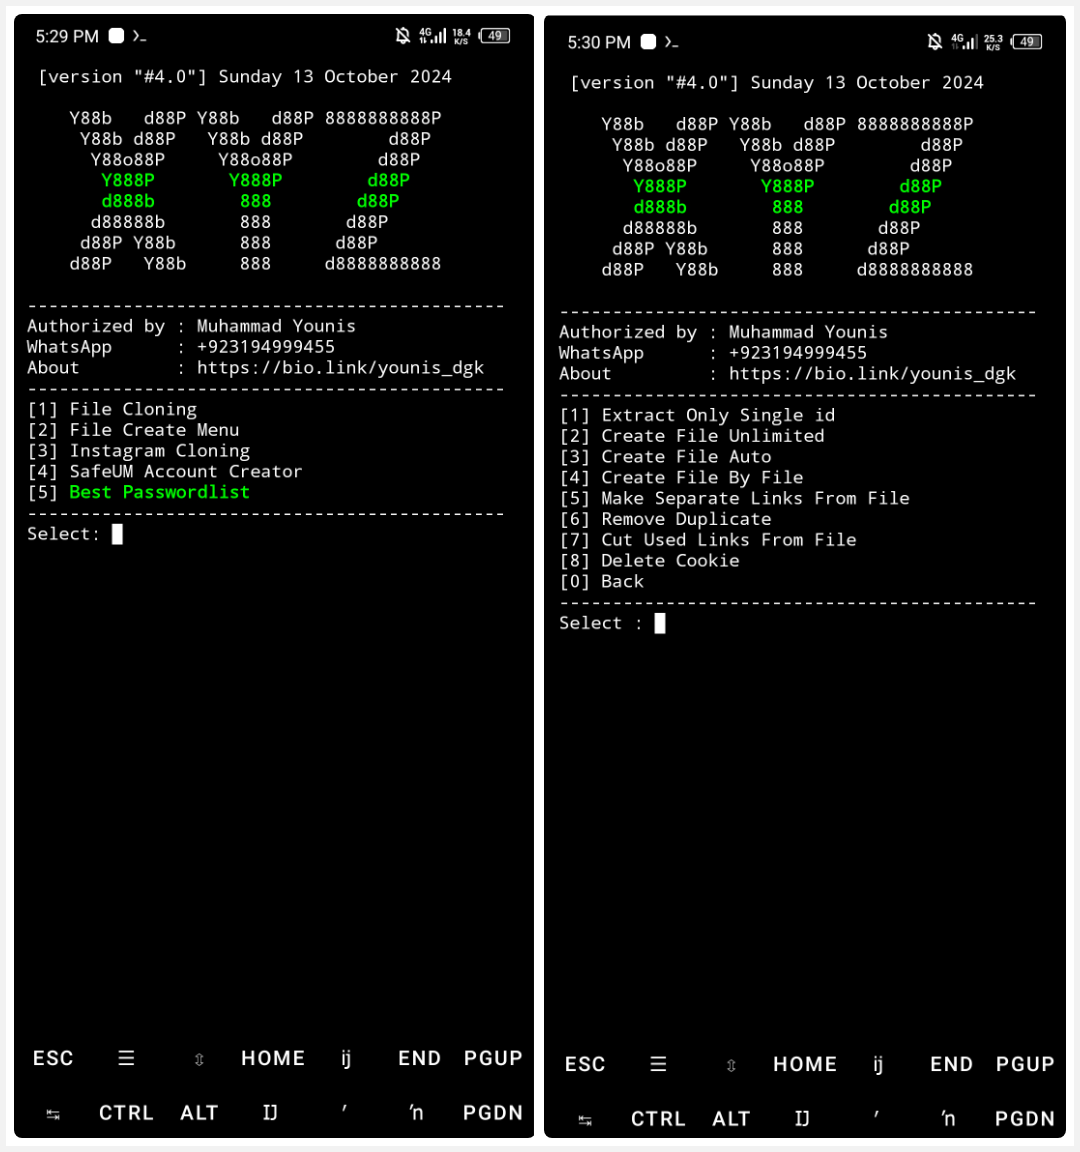 5:29 PM >_ 4G 18.4 K/S 49
[version "#4.0"] Sunday 13 October 2024
Y88b   d88P Y88b   d88P 8888888888P
Y88b d88P   Y88b d88P        d88P
Y88o88P     Y88o88P        d88P
Y888P       Y888P        d88P
d888b        888        d88P
d88888b       888       d88P
d88P Y88b      888      d88P
d88P   Y88b     888     d8888888888
---------------------------------------------
Authorized by : Muhammad Younis
WhatsApp      : +923194999455
About         : https://bio.link/younis_dgk
---------------------------------------------
[1] File Cloning
[2] File Create Menu
[3] Instagram Cloning
[4] SafeUM Account Creator
[5] Best Passwordlist
---------------------------------------------
Select:
ESC ☰ ⇳ HOME ij END PGUP
↹ CTRL ALT IJ ′ ŉ PGDN
5:30 PM >_ 4G 25.3 K/S 49
[version "#4.0"] Sunday 13 October 2024
Y88b   d88P Y88b   d88P 8888888888P
Y88b d88P   Y88b d88P        d88P
Y88o88P     Y88o88P        d88P
Y888P       Y888P        d88P
d888b        888        d88P
d88888b       888       d88P
d88P Y88b      888      d88P
d88P   Y88b     888     d8888888888
---------------------------------------------
Authorized by : Muhammad Younis
WhatsApp      : +923194999455
About         : https://bio.link/younis_dgk
---------------------------------------------
[1] Extract Only Single id
[2] Create File Unlimited
[3] Create File Auto
[4] Create File By File
[5] Make Separate Links From File
[6] Remove Duplicate
[7] Cut Used Links From File
[8] Delete Cookie
[0] Back
---------------------------------------------
Select :
ESC ☰ ⇳ HOME ij END PGUP
↹ CTRL ALT IJ ′ ŉ PGDN